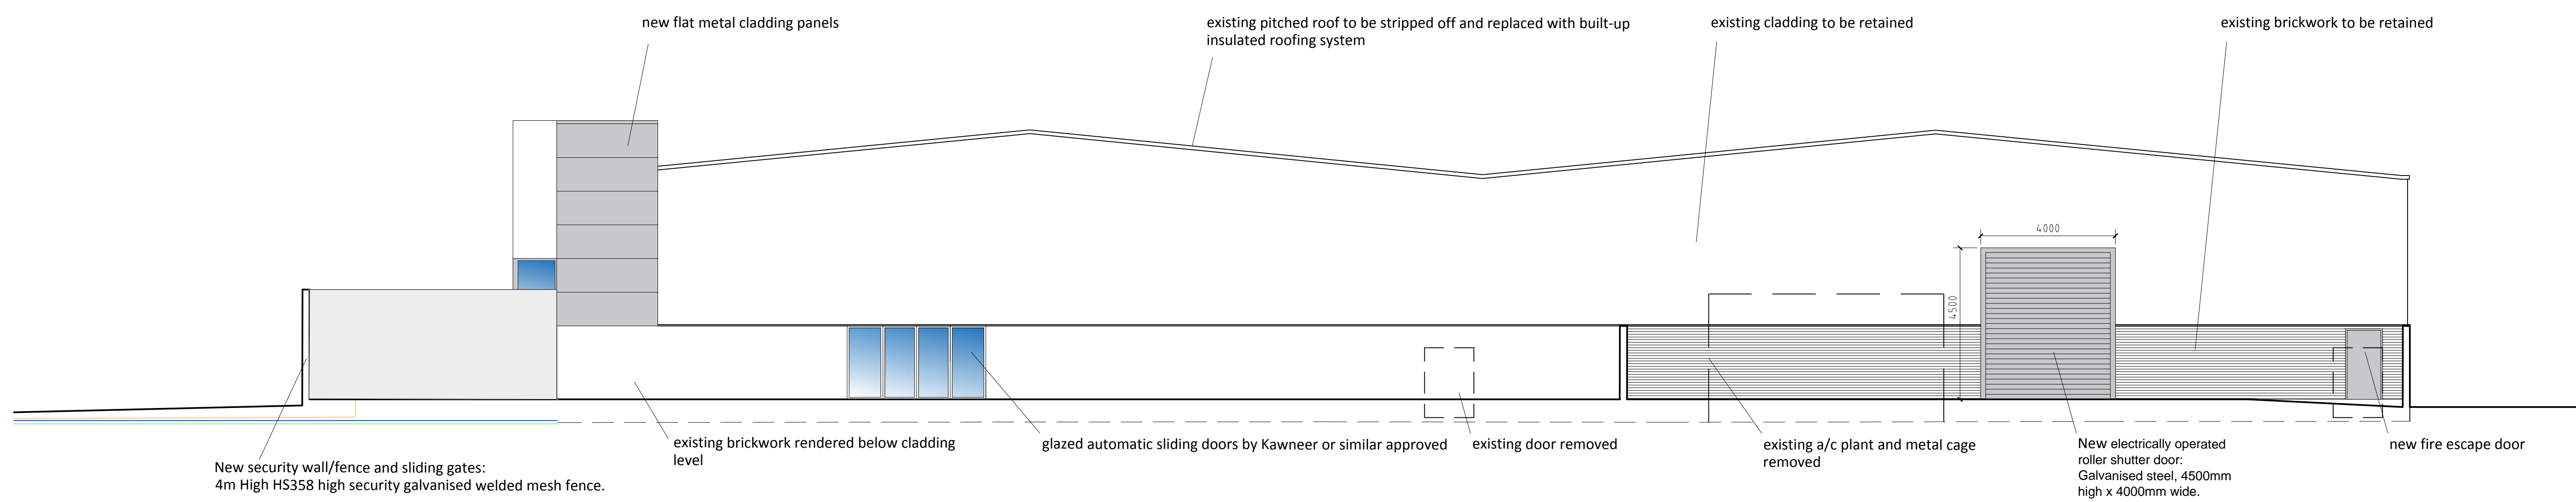 new flat metal cladding panels
existing pitched roof to be stripped off and replaced with built-up
insulated roofing system
existing cladding to be retained
existing brickwork to be retained
4000
4500
existing brickwork rendered below cladding
level
glazed automatic sliding doors by Kawneer or similar approved
existing door removed
existing a/c plant and metal cage
removed
New electrically operated
roller shutter door:
Galvanised steel, 4500mm
high x 4000mm wide.
new fire escape door
New security wall/fence and sliding gates:
4m High HS358 high security galvanised welded mesh fence.